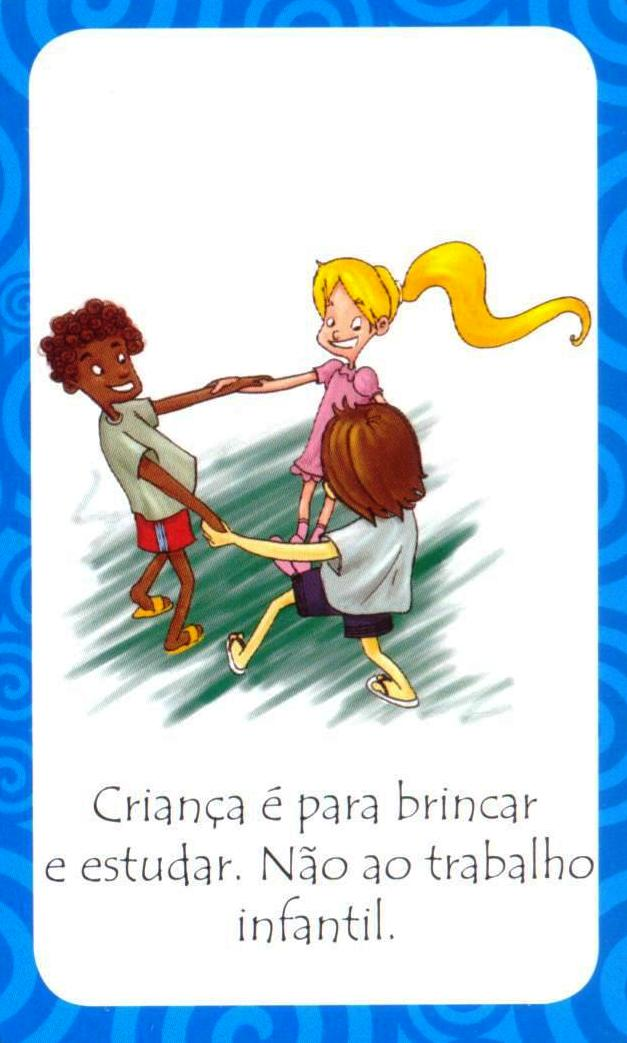 Criança é para brincar
e estudar. Não ao trabalho
infantil.